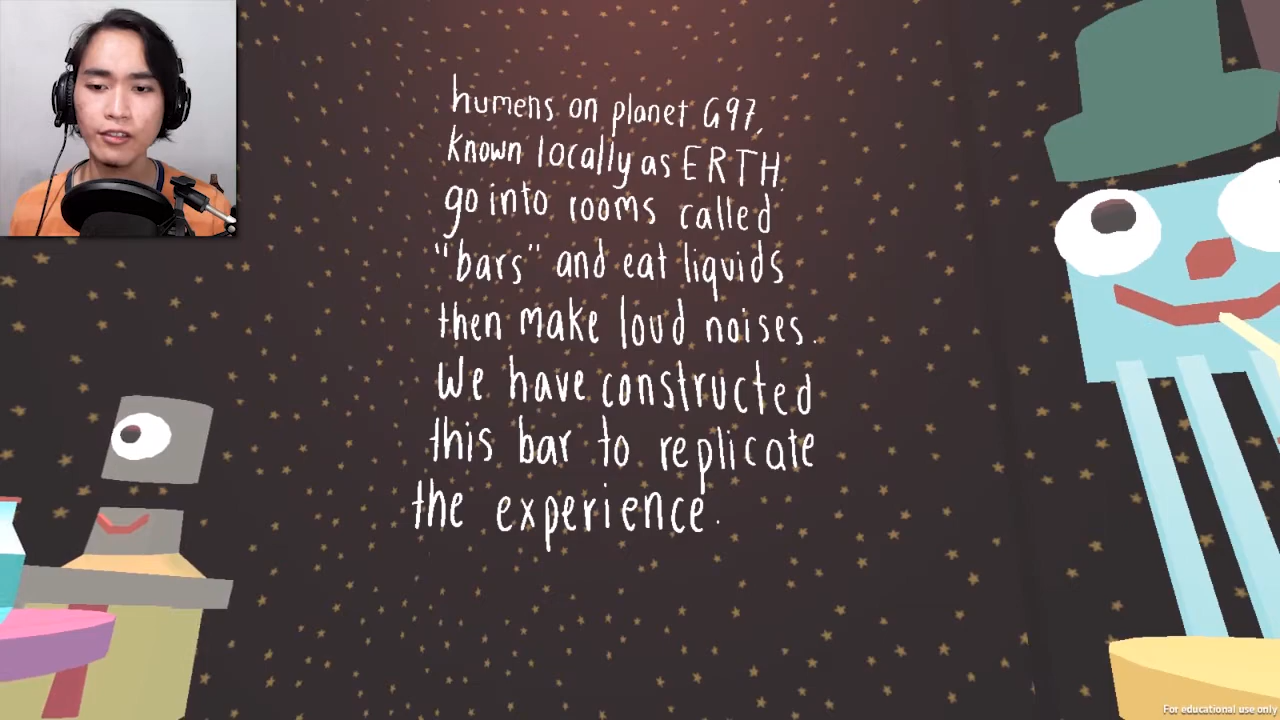 humens on planet G97,
known locally as ERTH
go into rooms called
"bars" and eat liquids
then make loud noises.
We have constructed
this bar to replicate
the experience.
For educational use only